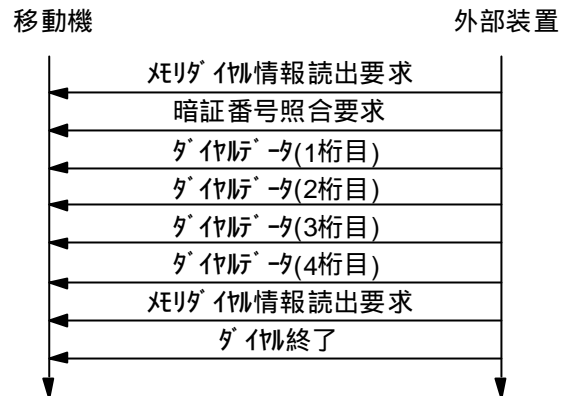 移動機 外部装置
ﾒﾓﾘﾀﾞｲﾔﾙ情報読出要求
暗証番号照合要求
ﾀﾞｲﾔﾙﾃﾞｰﾀ(1桁目)
ﾀﾞｲﾔﾙﾃﾞｰﾀ(2桁目)
ﾀﾞｲﾔﾙﾃﾞｰﾀ(3桁目)
ﾀﾞｲﾔﾙﾃﾞｰﾀ(4桁目)
ﾒﾓﾘﾀﾞｲﾔﾙ情報読出要求
ﾀﾞｲﾔﾙ終了